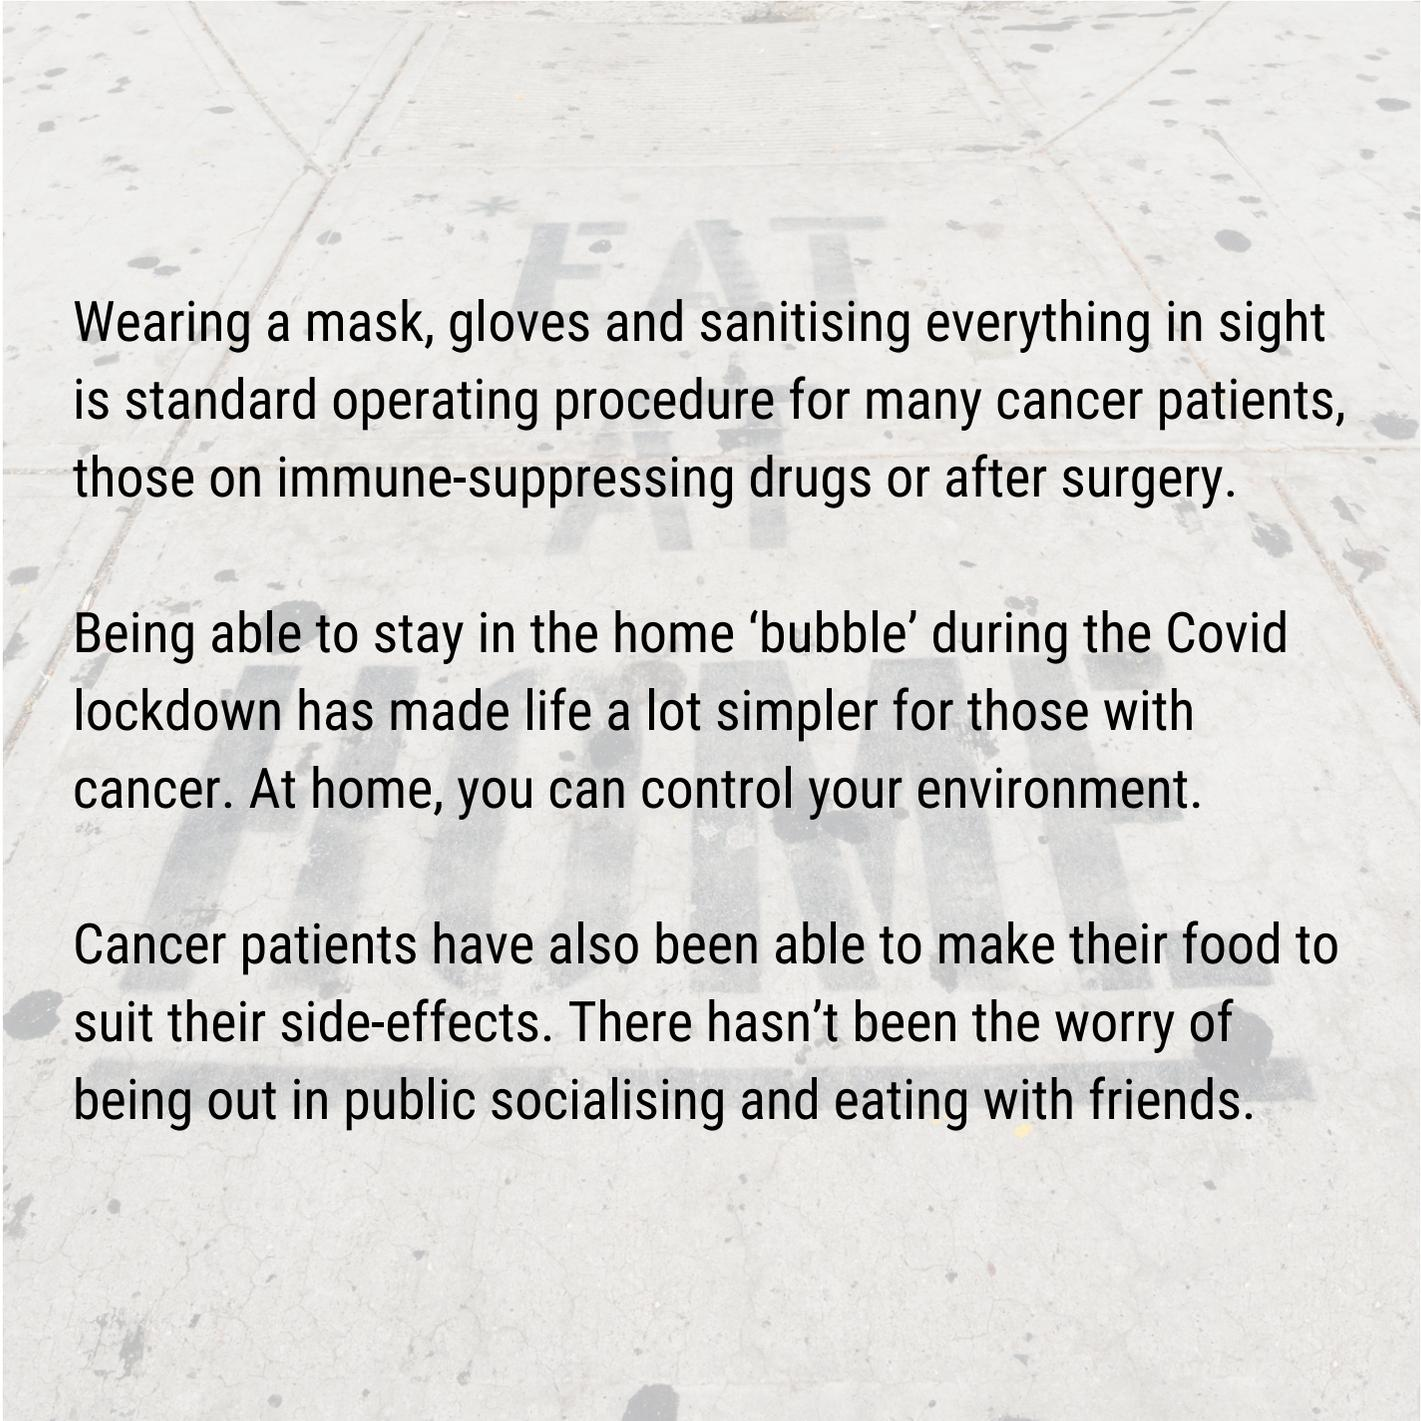 EAT
AT
HOME
Wearing a mask, gloves and sanitising everything in sight
is standard operating procedure for many cancer patients,
those on immune-suppressing drugs or after surgery.
Being able to stay in the home ‘bubble’ during the Covid
lockdown has made life a lot simpler for those with
cancer. At home, you can control your environment.
Cancer patients have also been able to make their food to
suit their side-effects. There hasn’t been the worry of
being out in public socialising and eating with friends.